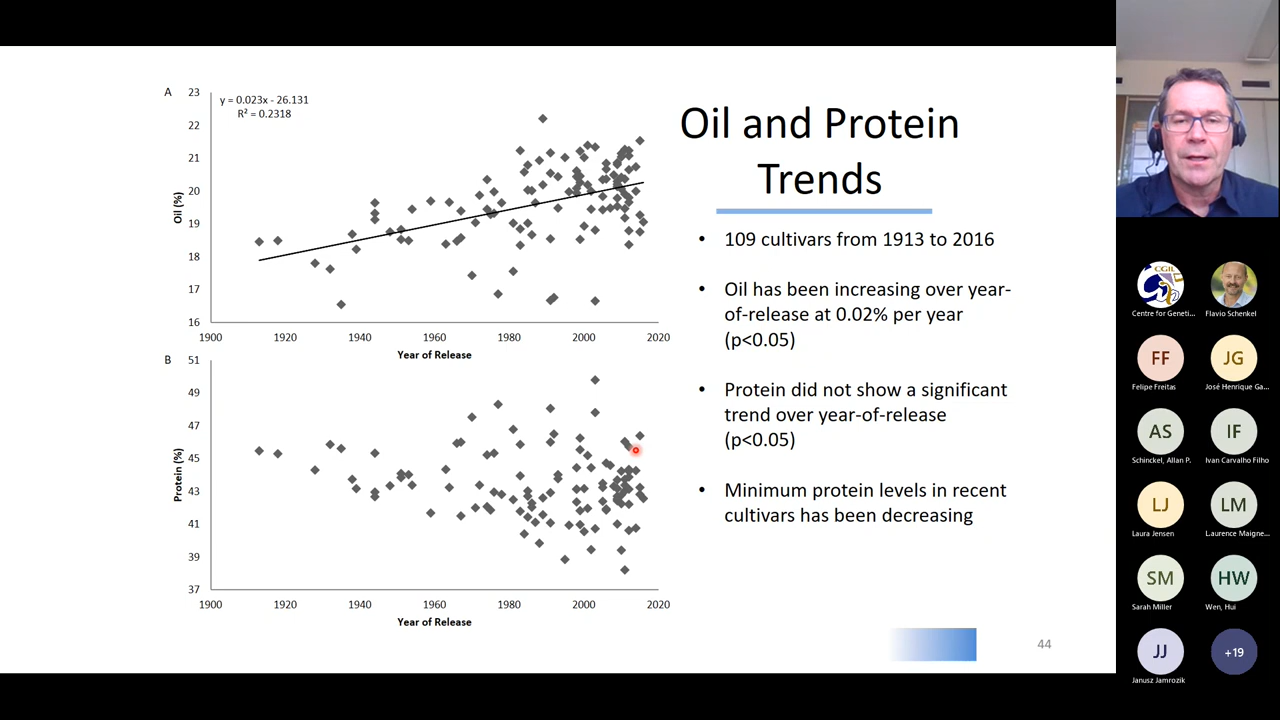 A
y = 0.023x - 26.131
R² = 0.2318
23
22
21
20
19
18
17
16
Oil (%)
1900 1920 1940 1960 1980 2000 2020
Year of Release
B
51
49
47
45
43
41
39
37
Protein (%)
1900 1920 1940 1960 1980 2000 2020
Year of Release
Oil and Protein
Trends
• 109 cultivars from 1913 to 2016
• Oil has been increasing over year-
of-release at 0.02% per year
(p<0.05)
• Protein did not show a significant
trend over year-of-release
(p<0.05)
• Minimum protein levels in recent
cultivars has been decreasing
44
CGIL
Centre for Geneti...
Flavio Schenkel
FF
Felipe Freitas
JG
José Henrique Ga...
AS
Schinckel, Allan P.
IF
Ivan Carvalho Filho
LJ
Laura Jensen
LM
Laurence Maigne...
SM
Sarah Miller
HW
Wen, Hui
JJ
Janusz Jamrozik
+19